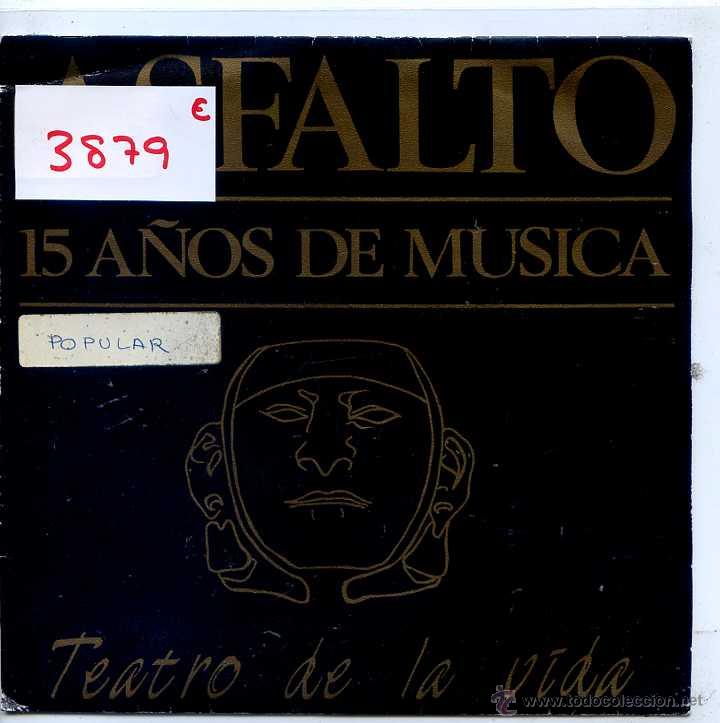 ASFALTO
€
3879
15 AÑOS DE MUSICA
POPULAR
Teatro de la vida
www.todocoleccion.net